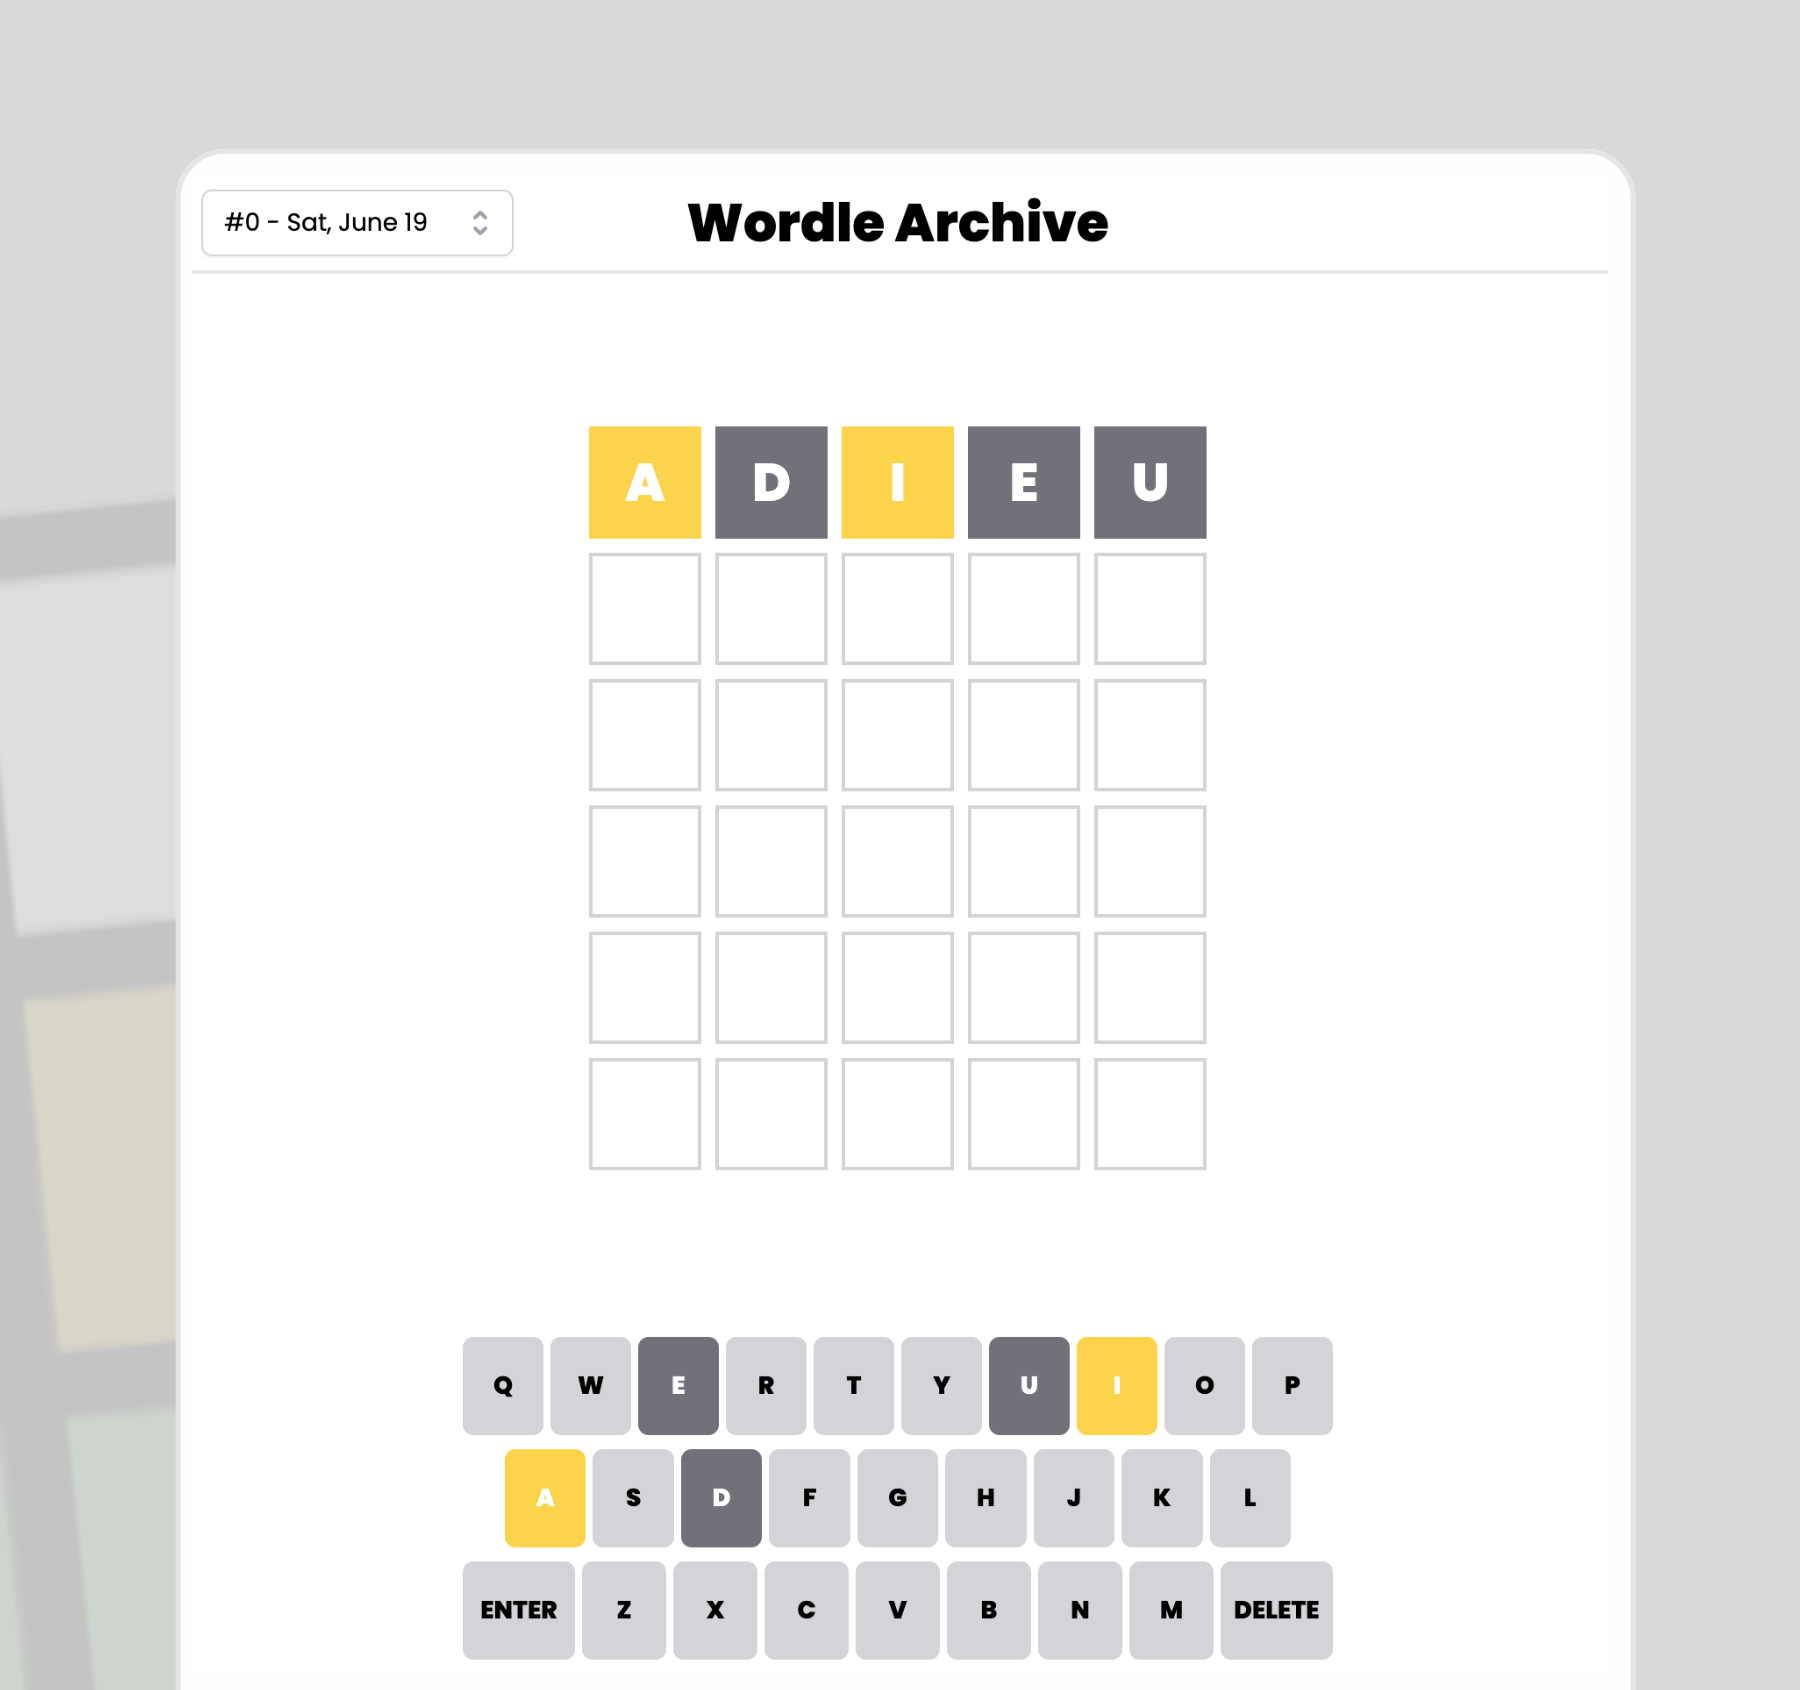 #0 - Sat, June 19
Wordle Archive
A D I E U
Q W E R T Y U I O P
A S D F G H J K L
ENTER Z X C V B N M DELETE